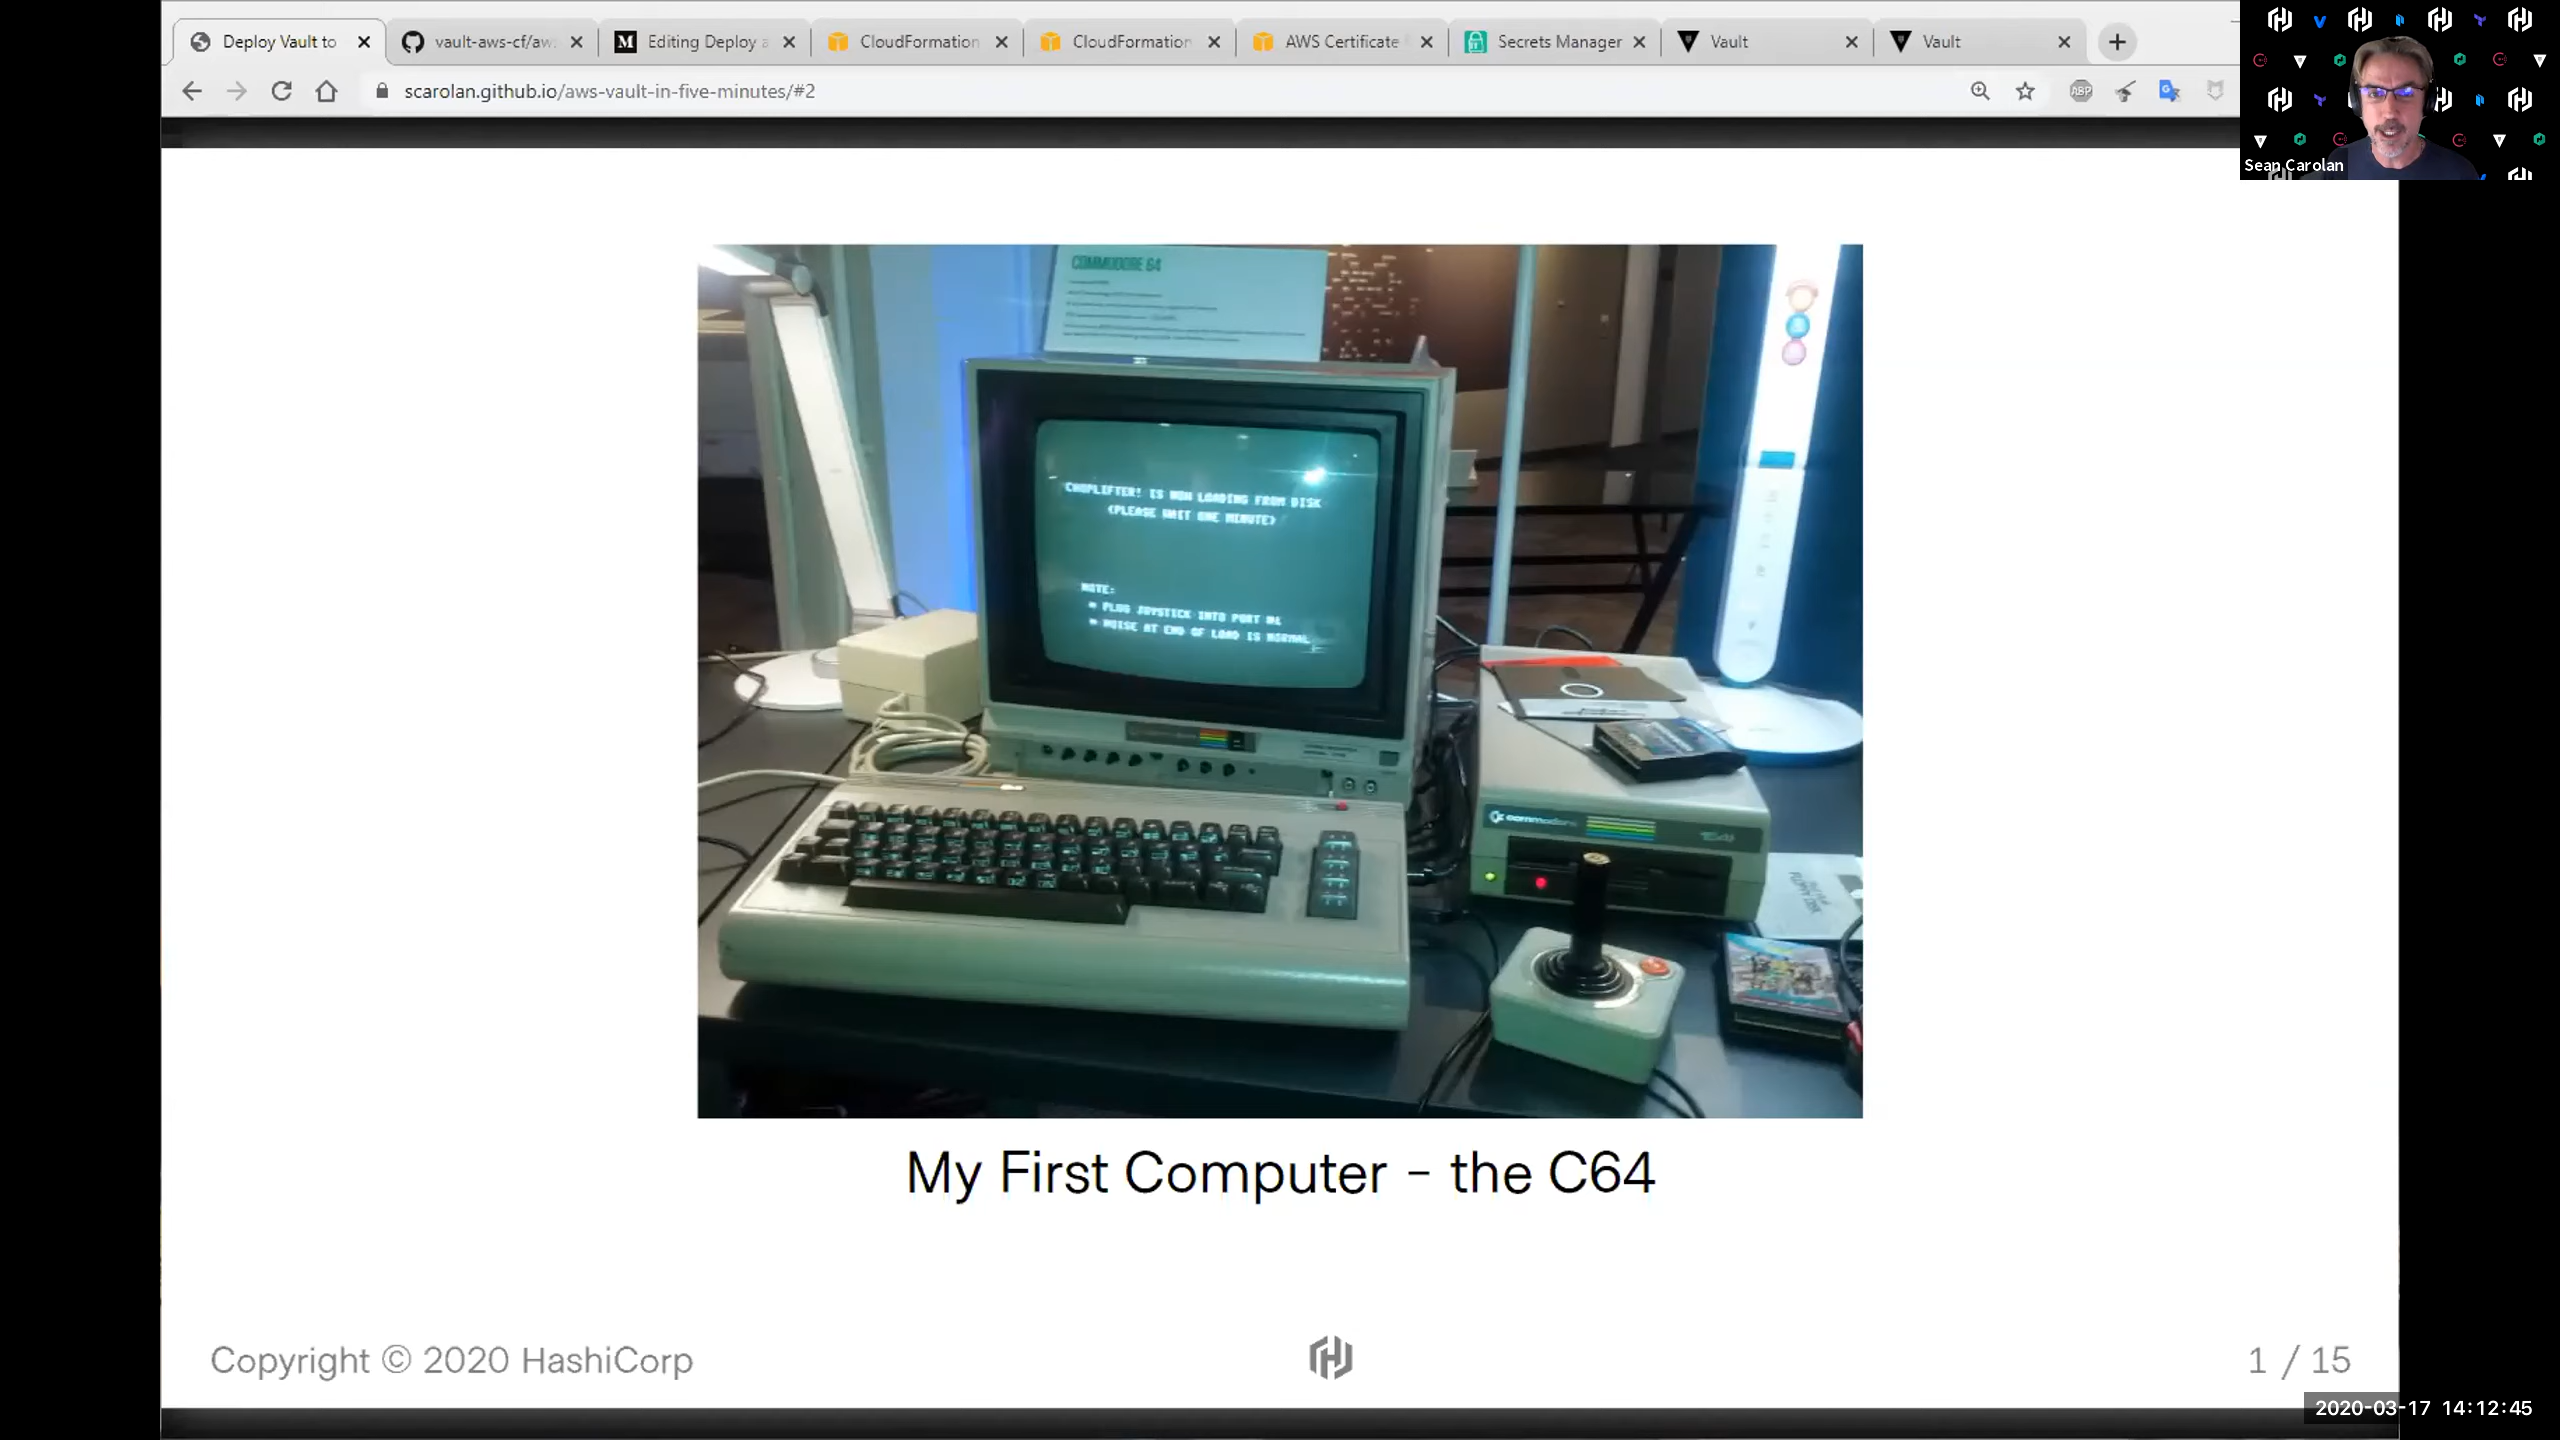 Deploy Vault to
vault-aws-cf/aw
Editing Deploy a
CloudFormation
CloudFormation
AWS Certificate
Secrets Manager
Vault
Vault
scarolan.github.io/aws-vault-in-five-minutes/#2
ABP
Sean Carolan
COMMODORE 64
CHOPLIFTER! IS NOW LOADING FROM DISK
(PLEASE WAIT ONE MINUTE)
NOTE:
* PLUG JOYSTICK INTO PORT
* NOISE AT END OF LOAD IS NORMAL
commodore
My First Computer - the C64
Copyright © 2020 HashiCorp
1 / 15
2020-03-17 14:12:45